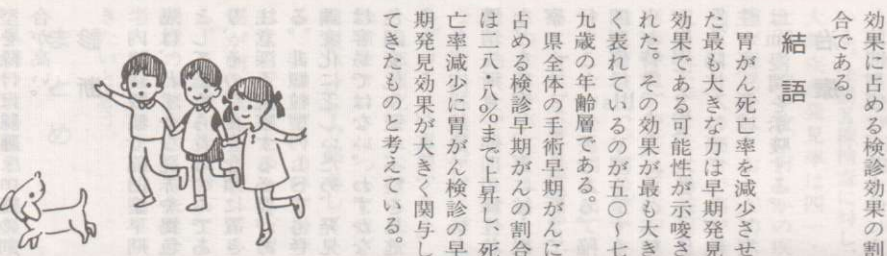 効果に占める検診効果の割
合である。
結語
胃がん死亡率を減少させ
た最も大きな力は早期発見
効果である可能性が示唆さ
れた。その効果が最も大き
く表れているのが五〇〜七
九歳の年齢層である。
県全体の手術早期がんに
占める検診早期がんの割合
は二八・八％まで上昇し、死
亡率減少に胃がん検診の早
期発見効果が大きく関与し
てきたものと考えている。